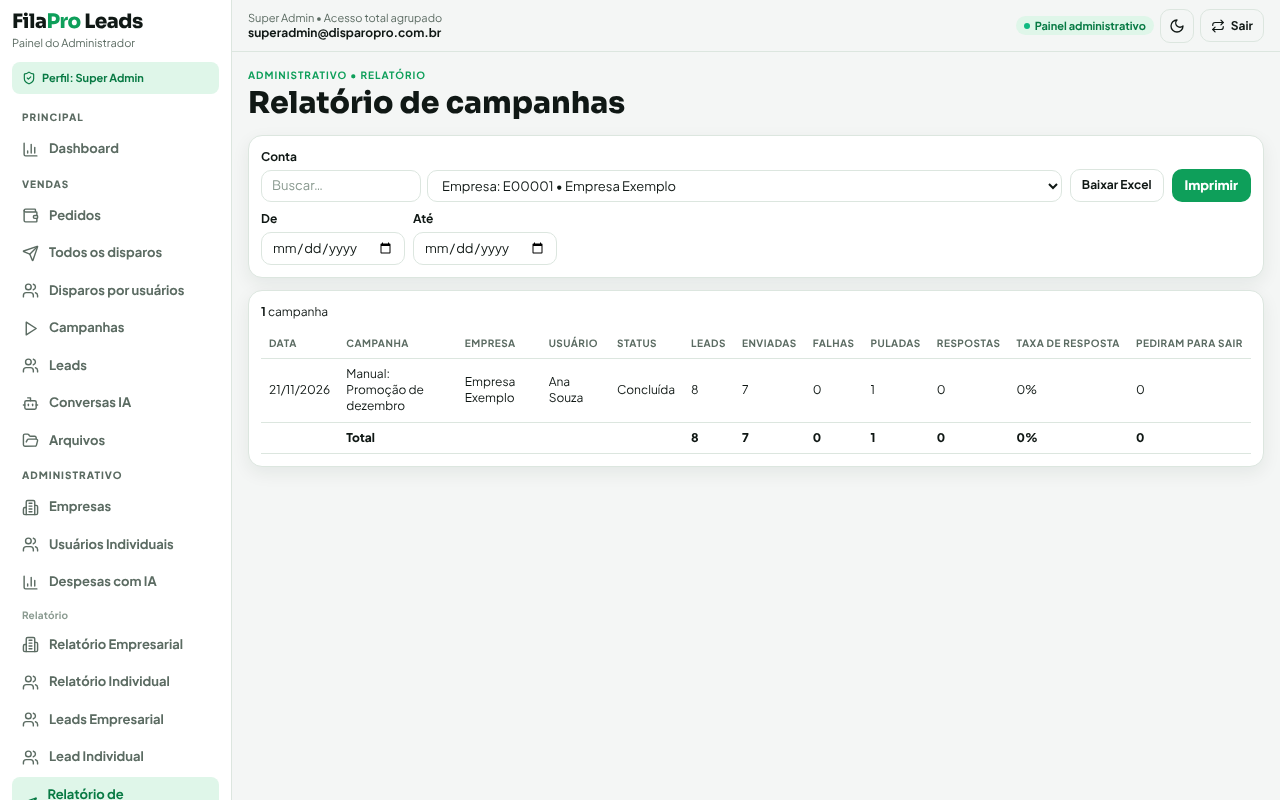 FilaPro Leads
Painel do Administrador
Perfil: Super Admin
PRINCIPAL
Dashboard
VENDAS
Pedidos
Todos os disparos
Disparos por usuários
Campanhas
Leads
Conversas IA
Arquivos
ADMINISTRATIVO
Empresas
Usuários Individuais
Despesas com IA
Relatório
Relatório Empresarial
Relatório Individual
Leads Empresarial
Lead Individual
Relatório de
Super Admin • Acesso total agrupado
superadmin@disparopro.com.br
Painel administrativo
Sair
ADMINISTRATIVO • RELATÓRIO
Relatório de campanhas
Conta
Buscar...
Empresa: E00001 • Empresa Exemplo
Baixar Excel
Imprimir
De
Até
mm/dd/yyyy
mm/dd/yyyy
1 campanha
DATA CAMPANHA EMPRESA USUÁRIO STATUS LEADS ENVIADAS FALHAS PULADAS RESPOSTAS TAXA DE RESPOSTA PEDIRAM PARA SAIR
21/11/2026
Manual:
Promoção de
dezembro
Empresa
Exemplo
Ana
Souza
Concluída 8 7 0 1 0 0% 0
Total 8 7 0 1 0 0% 0